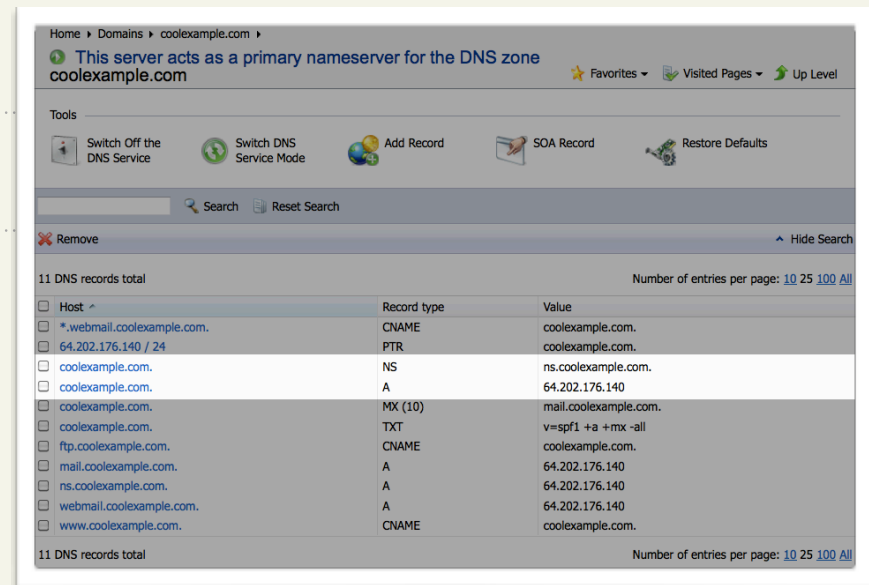 Home Domains coolexample.com
This server acts as a primary nameserver for the DNS zone
coolexample.com
Favorites Visited Pages Up Level
Tools
Switch Off the DNS Service
Switch DNS Service Mode
Add Record
SOA Record
Restore Defaults
Search Reset Search
Remove Hide Search
11 DNS records total Number of entries per page: 10 25 100 All
Host Record type Value
*.webmail.coolexample.com. CNAME coolexample.com.
64.202.176.140 / 24 PTR coolexample.com.
coolexample.com. NS ns.coolexample.com.
coolexample.com. A 64.202.176.140
coolexample.com. MX (10) mail.coolexample.com.
coolexample.com. TXT v=spf1 +a +mx -all
ftp.coolexample.com. CNAME coolexample.com.
mail.coolexample.com. A 64.202.176.140
ns.coolexample.com. A 64.202.176.140
webmail.coolexample.com. A 64.202.176.140
www.coolexample.com. CNAME coolexample.com.
11 DNS records total Number of entries per page: 10 25 100 All